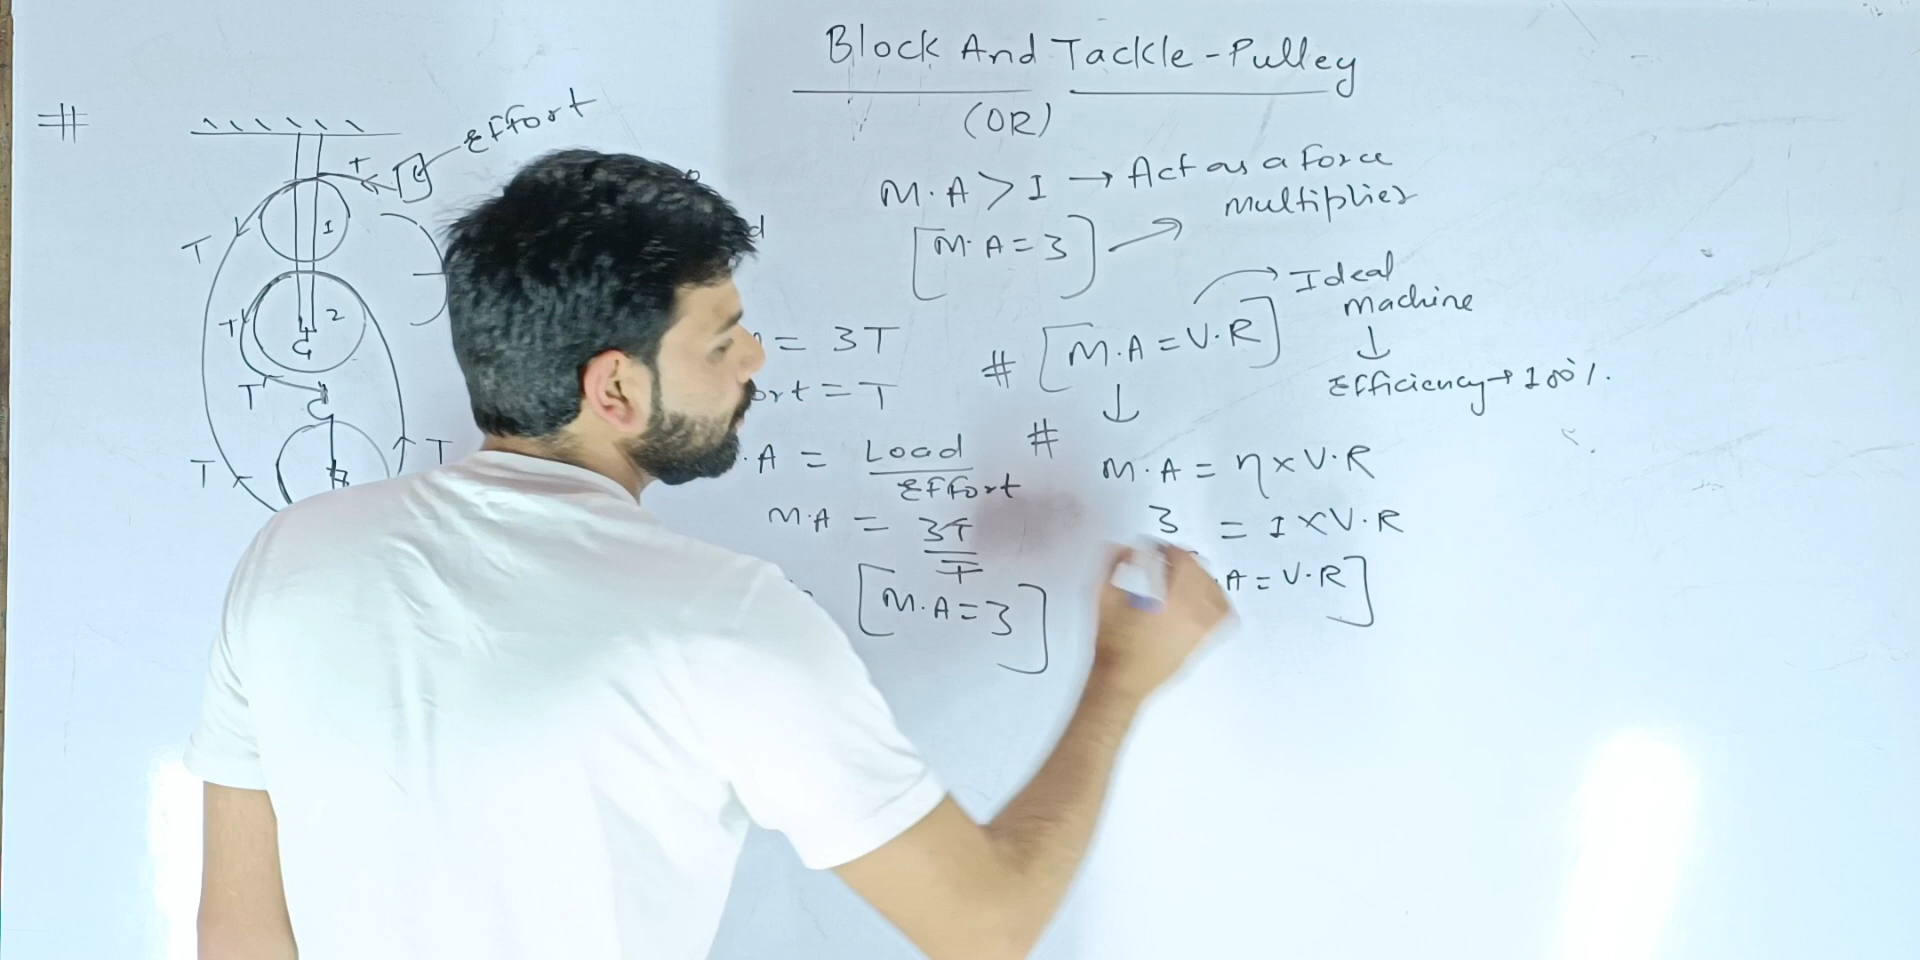 Block And Tackle-Pulley
(OR)
#
Effort
T
E
1
T
2
T
G
T
T
T
M.A > 1 → Act as a Force
multiplier
[M.A = 3]
= 3T
= T
# [M.A = V.R] → Ideal
machine
↓
Efficiency → 100%.
↓
A = Load
Effort
M.A = 3T
T
[M.A = 3]
#
M.A = η × V.R
3 = 1 × V.R
A = V.R]